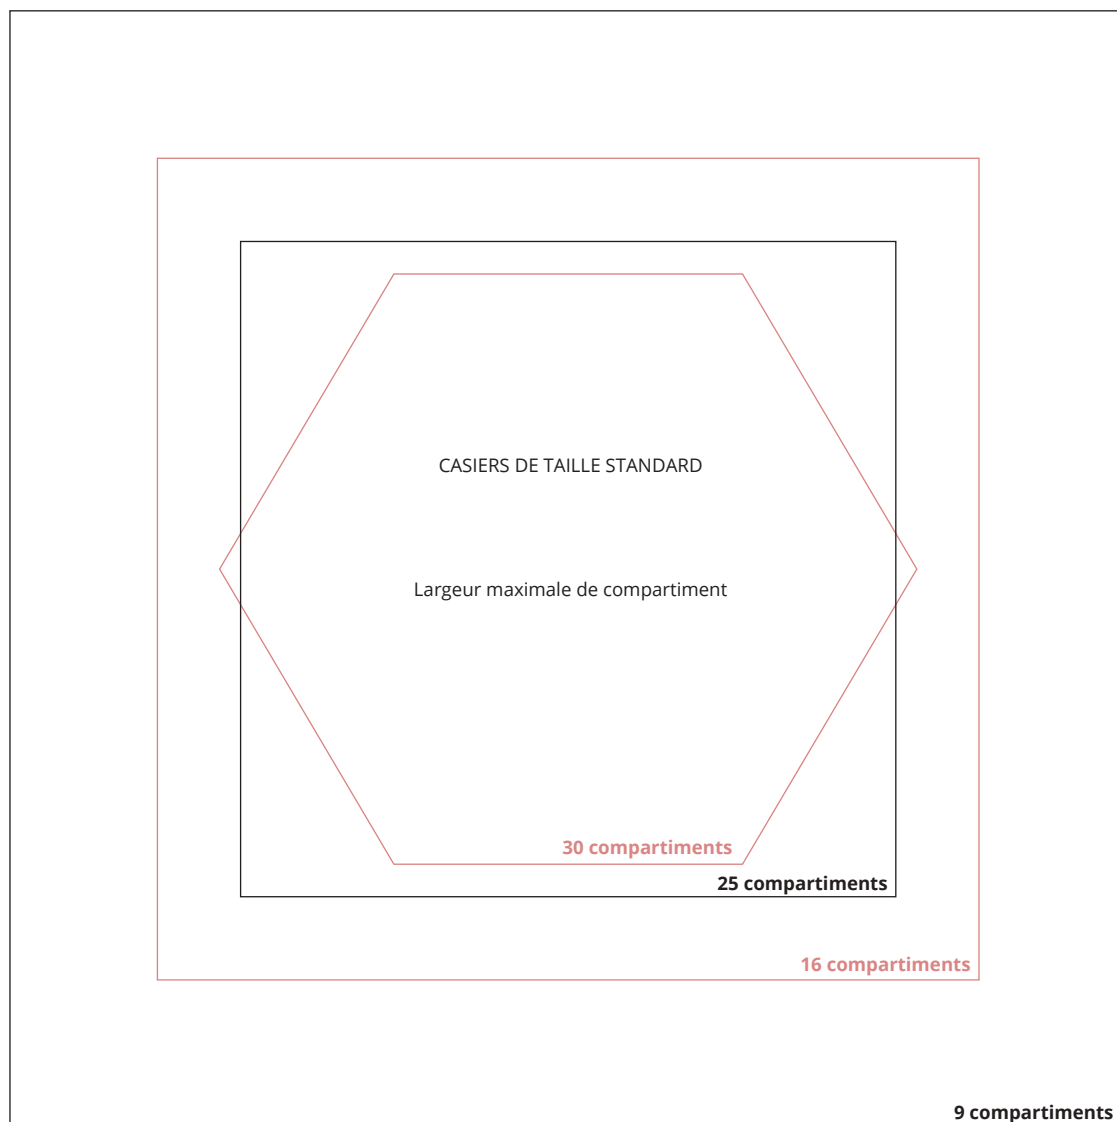 CASIERS DE TAILLE STANDARD
Largeur maximale de compartiment
30 compartiments
25 compartiments
16 compartiments
9 compartiments